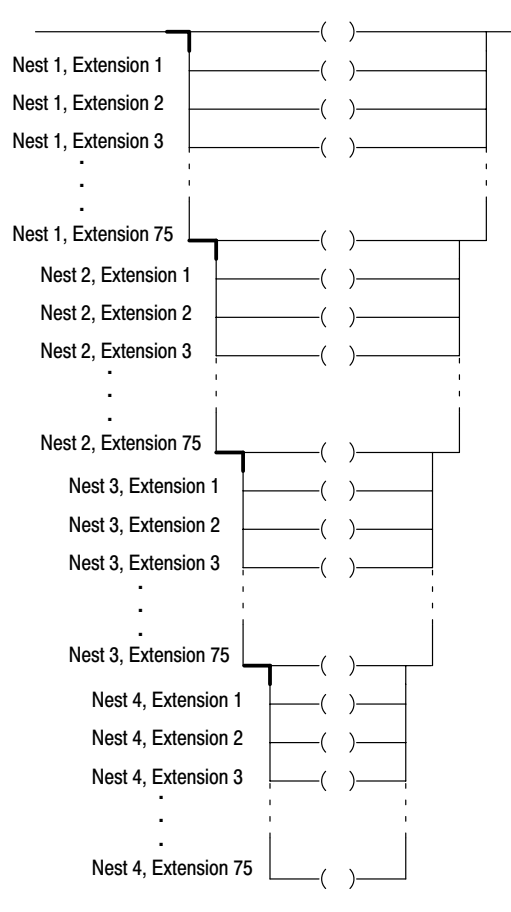 Nest 1, Extension 1
Nest 1, Extension 2
Nest 1, Extension 3
Nest 1, Extension 75
Nest 2, Extension 1
Nest 2, Extension 2
Nest 2, Extension 3
Nest 2, Extension 75
Nest 3, Extension 1
Nest 3, Extension 2
Nest 3, Extension 3
Nest 3, Extension 75
Nest 4, Extension 1
Nest 4, Extension 2
Nest 4, Extension 3
Nest 4, Extension 75